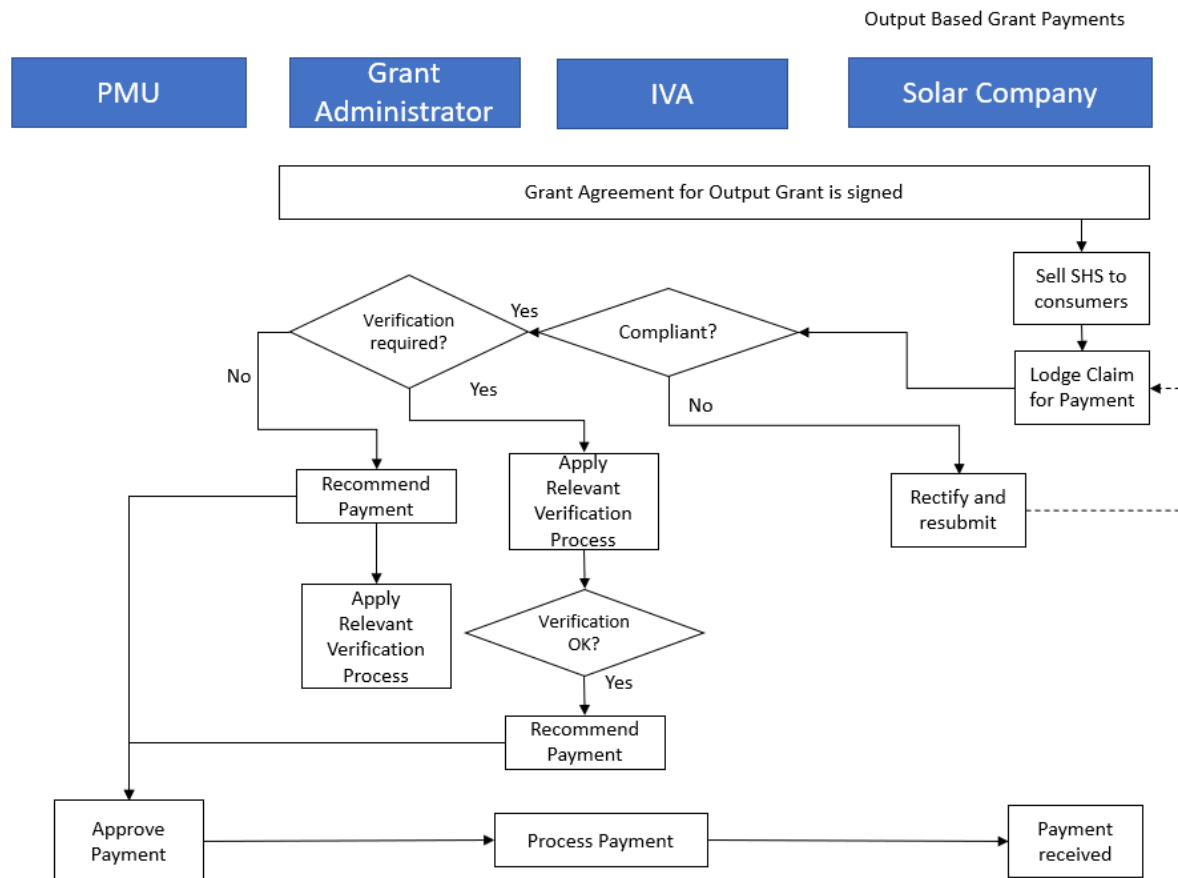 Output Based Grant Payments
PMU
Grant
Administrator
IVA
Solar Company
Grant Agreement for Output Grant is signed
Sell SHS to
consumers
Verification
required?
Yes
Compliant?
Lodge Claim
for Payment
No
Yes
No
Recommend
Payment
Apply
Relevant
Verification
Process
Rectify and
resubmit
Apply
Relevant
Verification
Process
Verification
OK?
Yes
Recommend
Payment
Approve
Payment
Process Payment
Payment
received